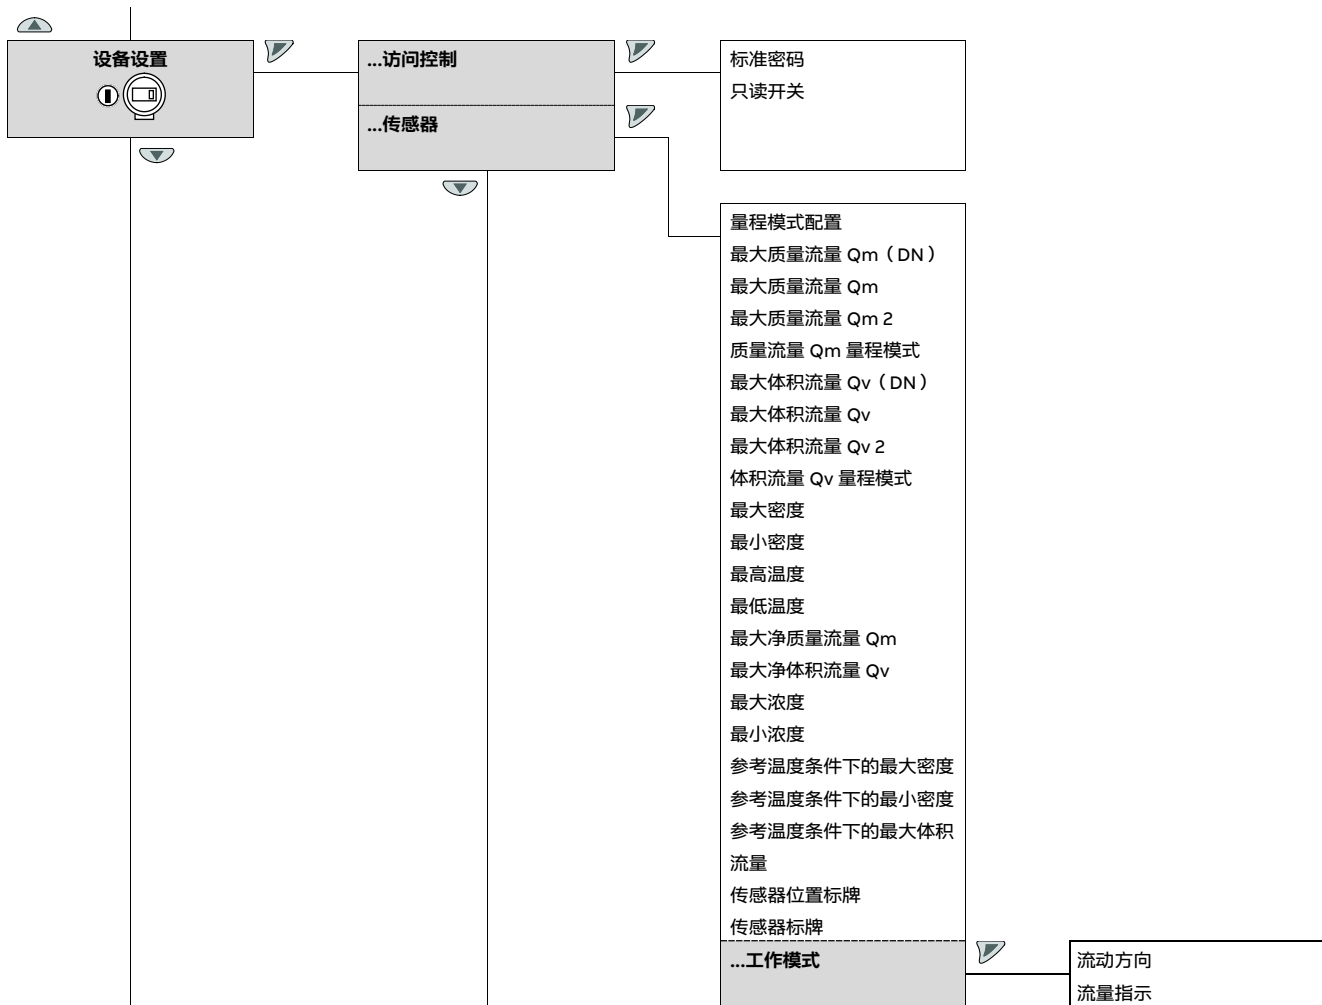 设备设置
...访问控制
...传感器
标准密码
只读开关
量程模式配置
最大质量流量 Qm（DN）
最大质量流量 Qm
最大质量流量 Qm 2
质量流量 Qm 量程模式
最大体积流量 Qv（DN）
最大体积流量 Qv
最大体积流量 Qv 2
体积流量 Qv 量程模式
最大密度
最小密度
最高温度
最低温度
最大净质量流量 Qm
最大净体积流量 Qv
最大浓度
最小浓度
参考温度条件下的最大密度
参考温度条件下的最小密度
参考温度条件下的最大体积
流量
传感器位置标牌
传感器标牌
...工作模式
流动方向
流量指示